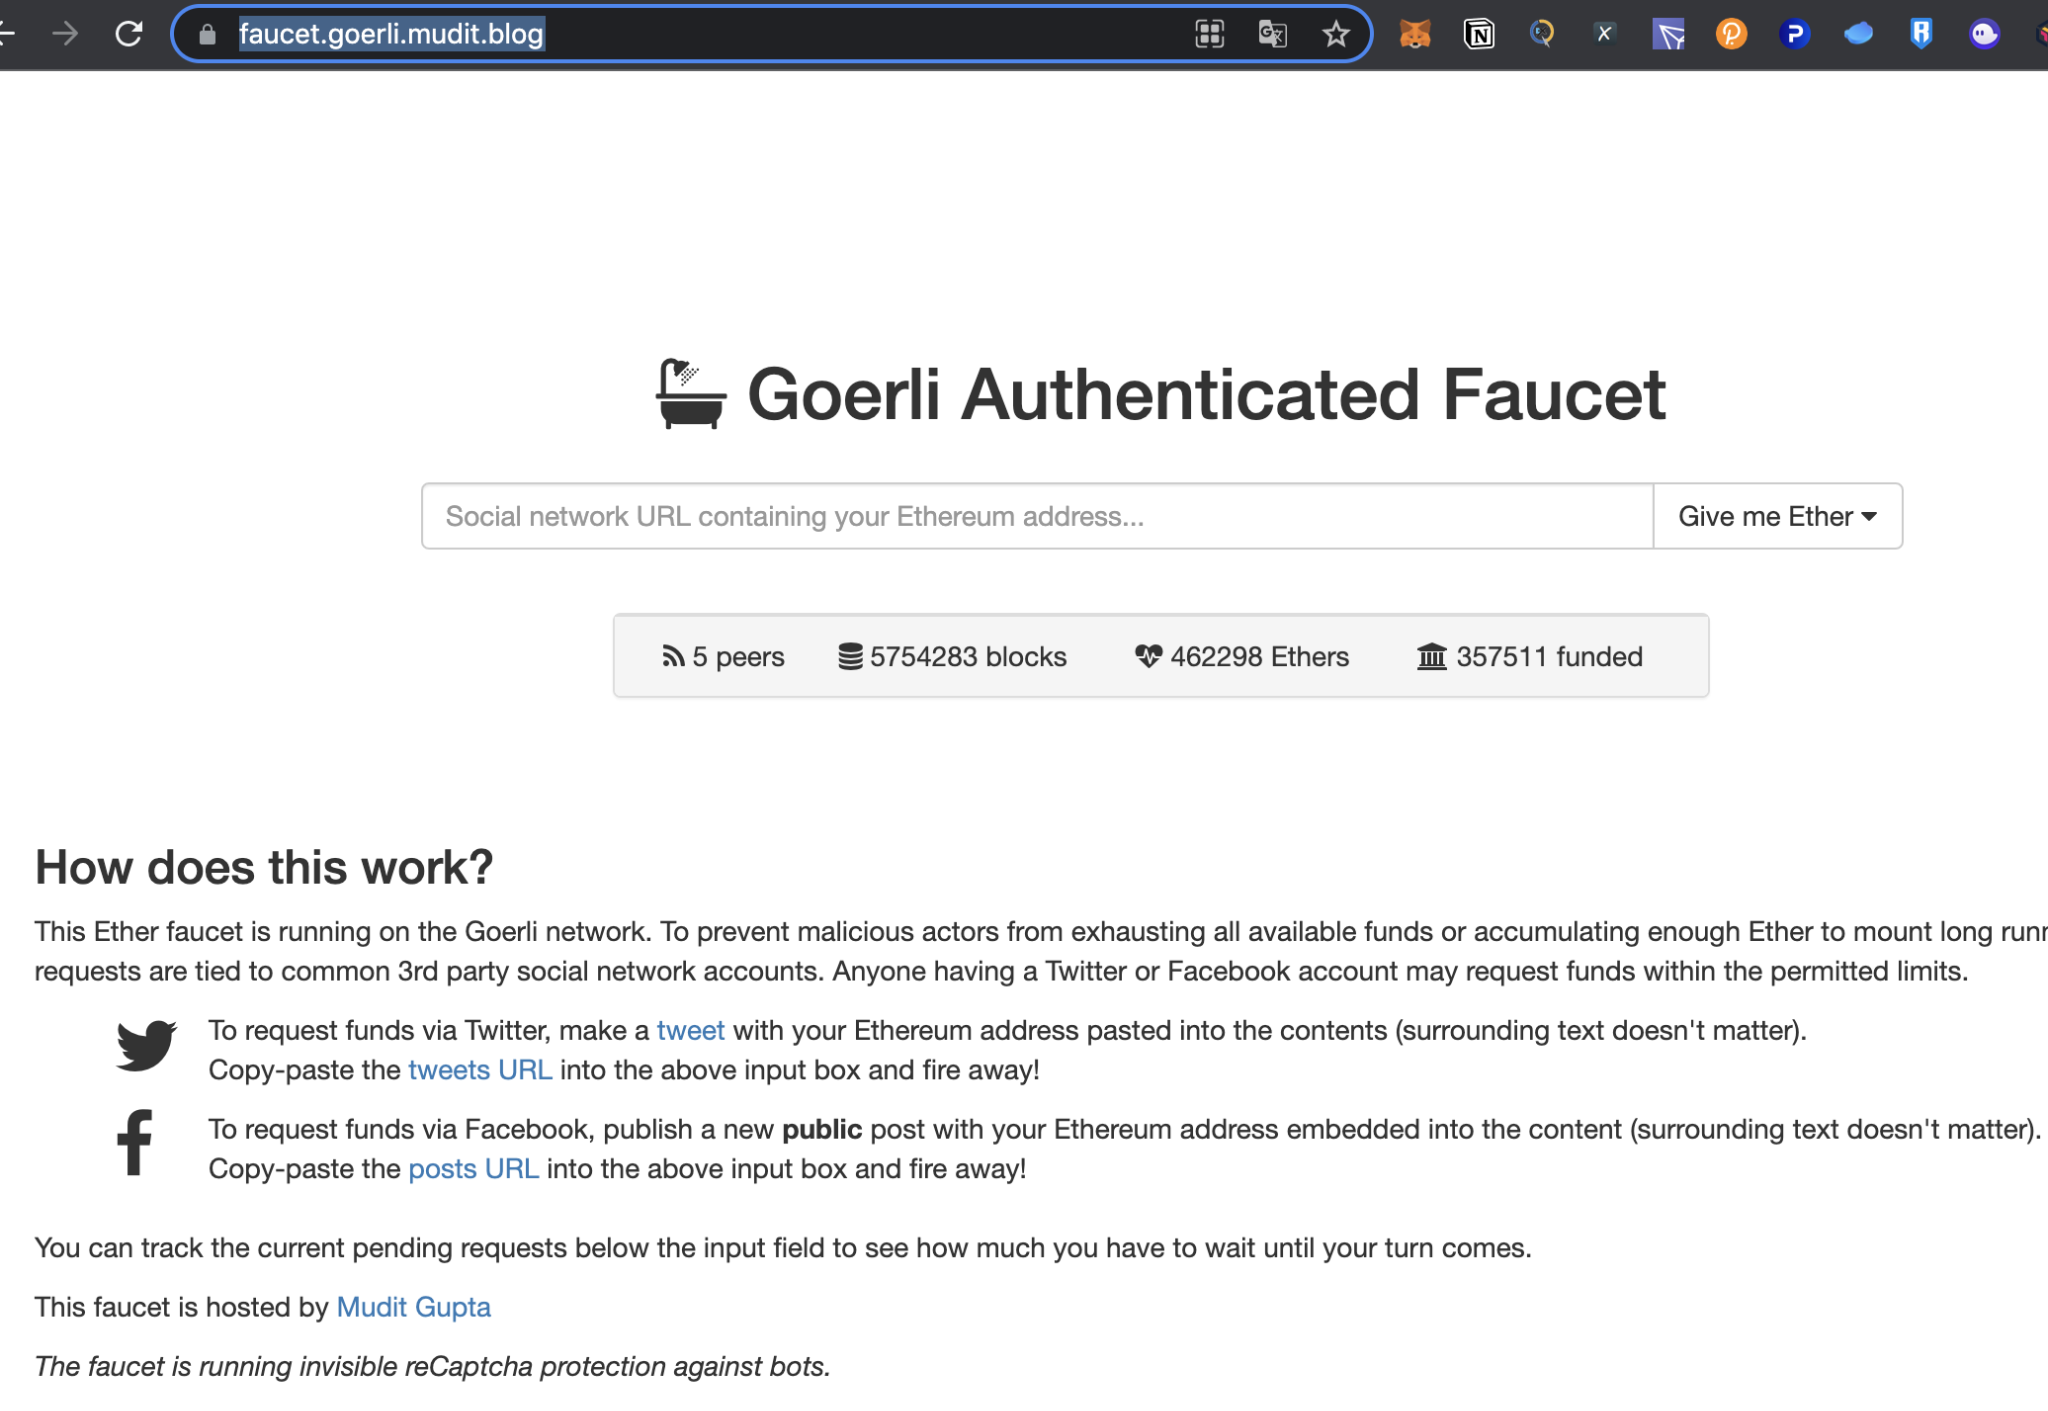 faucet.goerli.mudit.blog
Goerli Authenticated Faucet
Social network URL containing your Ethereum address...
Give me Ether
5 peers 5754283 blocks 462298 Ethers 357511 funded
How does this work?
This Ether faucet is running on the Goerli network. To prevent malicious actors from exhausting all available funds or accumulating enough Ether to mount long
requests are tied to common 3rd party social network accounts. Anyone having a Twitter or Facebook account may request funds within the permitted limits.
To request funds via Twitter, make a tweet with your Ethereum address pasted into the contents (surrounding text doesn't matter).
Copy-paste the tweets URL into the above input box and fire away!
To request funds via Facebook, publish a new public post with your Ethereum address embedded into the content (surrounding text doesn't matter).
Copy-paste the posts URL into the above input box and fire away!
You can track the current pending requests below the input field to see how much you have to wait until your turn comes.
This faucet is hosted by Mudit Gupta
The faucet is running invisible reCaptcha protection against bots.